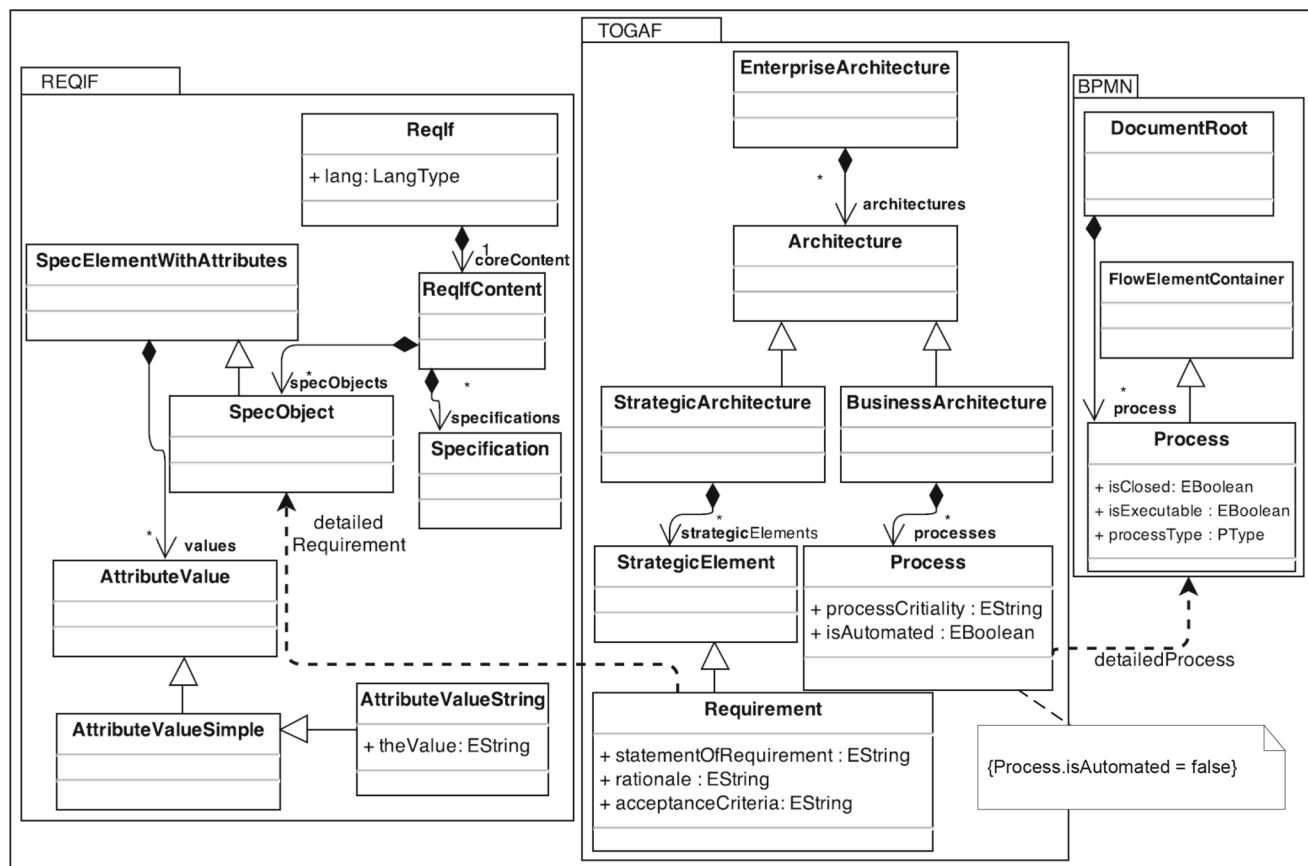 REQIF
ReqIf
+ lang: LangType
1
coreContent
SpecElementWithAttributes
ReqIfContent
*
specObjects
*
specifications
SpecObject
Specification
detailed
Requirement
*
values
AttributeValue
AttributeValueSimple
AttributeValueString
+ theValue: EString
TOGAF
EnterpriseArchitecture
*
architectures
Architecture
StrategicArchitecture
BusinessArchitecture
*
strategicElements
*
processes
StrategicElement
Process
+ processCritiality : EString
+ isAutomated : EBoolean
Requirement
+ statementOfRequirement : EString
+ rationale : EString
+ acceptanceCriteria: EString
BPMN
DocumentRoot
FlowElementContainer
*
process
Process
+ isClosed: EBoolean
+ isExecutable : EBoolean
+ processType : PType
detailedProcess
{Process.isAutomated = false}